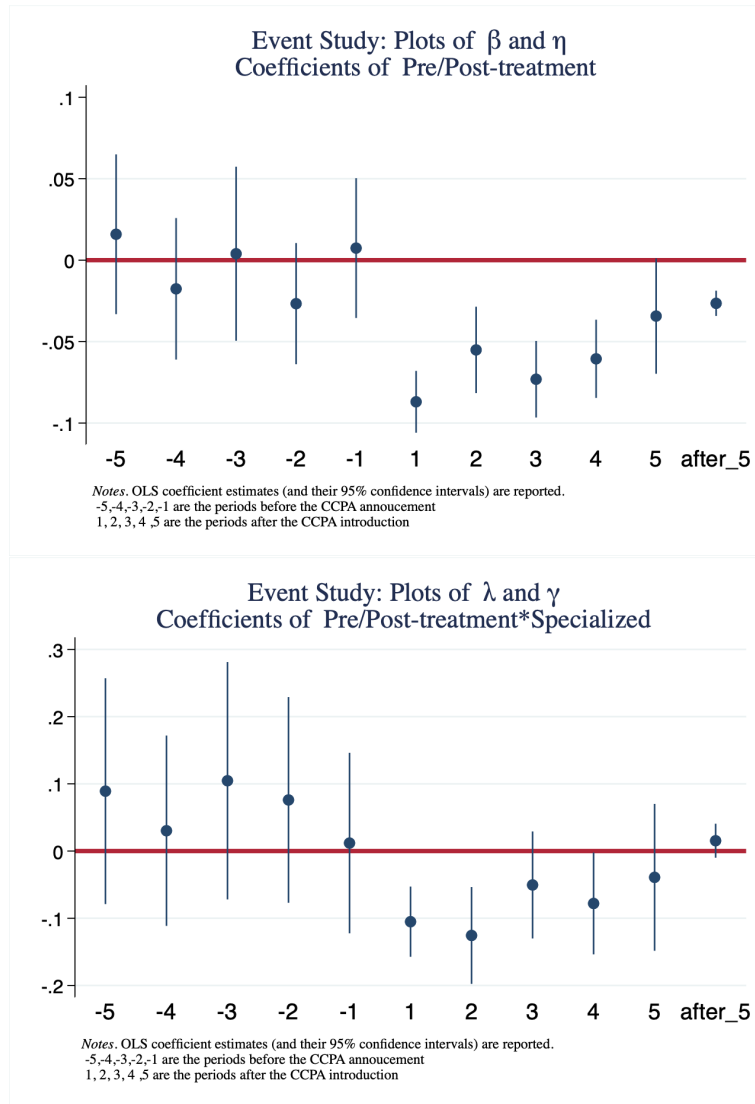 Event Study: Plots of β and η
Coefficients of Pre/Post-treatment
.1
.05
0
-.05
-.1
-5 -4 -3 -2 -1 1 2 3 4 5 after_5
Notes. OLS coefficient estimates (and their 95% confidence intervals) are reported.
-5,-4,-3,-2,-1 are the periods before the CCPA annoucement
1, 2, 3, 4 ,5 are the periods after the CCPA introduction
Event Study: Plots of λ and γ
Coefficients of Pre/Post-treatment*Specialized
.3
.2
.1
0
-.1
-.2
-5 -4 -3 -2 -1 1 2 3 4 5 after_5
Notes. OLS coefficient estimates (and their 95% confidence intervals) are reported.
-5,-4,-3,-2,-1 are the periods before the CCPA annoucement
1, 2, 3, 4 ,5 are the periods after the CCPA introduction